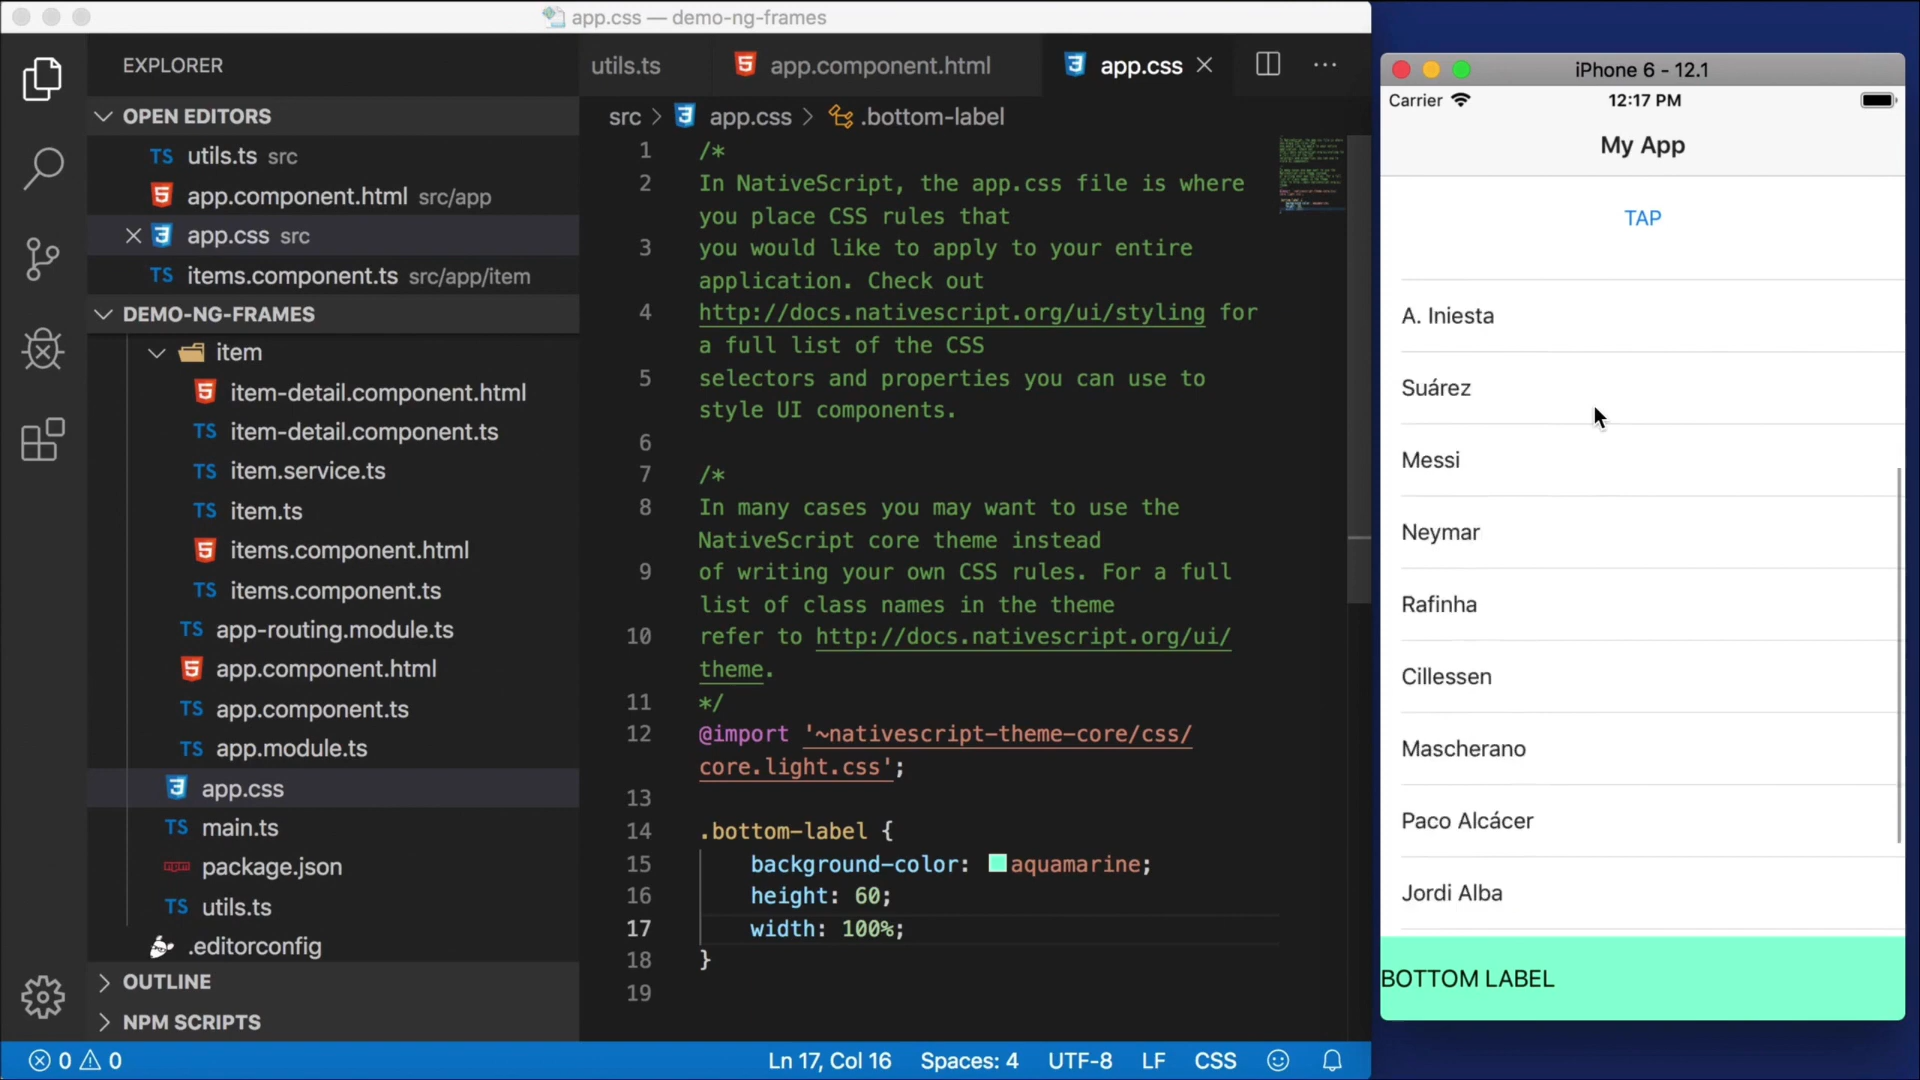 app.css — demo-ng-frames
EXPLORER
OPEN EDITORS
TS utils.ts src
app.component.html src/app
app.css src
TS items.component.ts src/app/item
DEMO-NG-FRAMES
item
item-detail.component.html
TS item-detail.component.ts
TS item.service.ts
TS item.ts
items.component.html
TS items.component.ts
TS app-routing.module.ts
app.component.html
TS app.component.ts
TS app.module.ts
app.css
TS main.ts
package.json
TS utils.ts
.editorconfig
OUTLINE
NPM SCRIPTS
utils.ts app.component.html app.css
src > app.css > .bottom-label
1 /*
2 In NativeScript, the app.css file is where
you place CSS rules that
3 you would like to apply to your entire
application. Check out
4 http://docs.nativescript.org/ui/styling for
a full list of the CSS
5 selectors and properties you can use to
style UI components.
6
7 /*
8 In many cases you may want to use the
NativeScript core theme instead
9 of writing your own CSS rules. For a full
list of class names in the theme
10 refer to http://docs.nativescript.org/ui/
theme.
11 */
12 @import '~nativescript-theme-core/css/
core.light.css';
13
14 .bottom-label {
15 background-color: aquamarine;
16 height: 60;
17 width: 100%;
18 }
19
0 0 Ln 17, Col 16 Spaces: 4 UTF-8 LF CSS
iPhone 6 - 12.1
Carrier 12:17 PM
My App
TAP
A. Iniesta
Suárez
Messi
Neymar
Rafinha
Cillessen
Mascherano
Paco Alcácer
Jordi Alba
BOTTOM LABEL